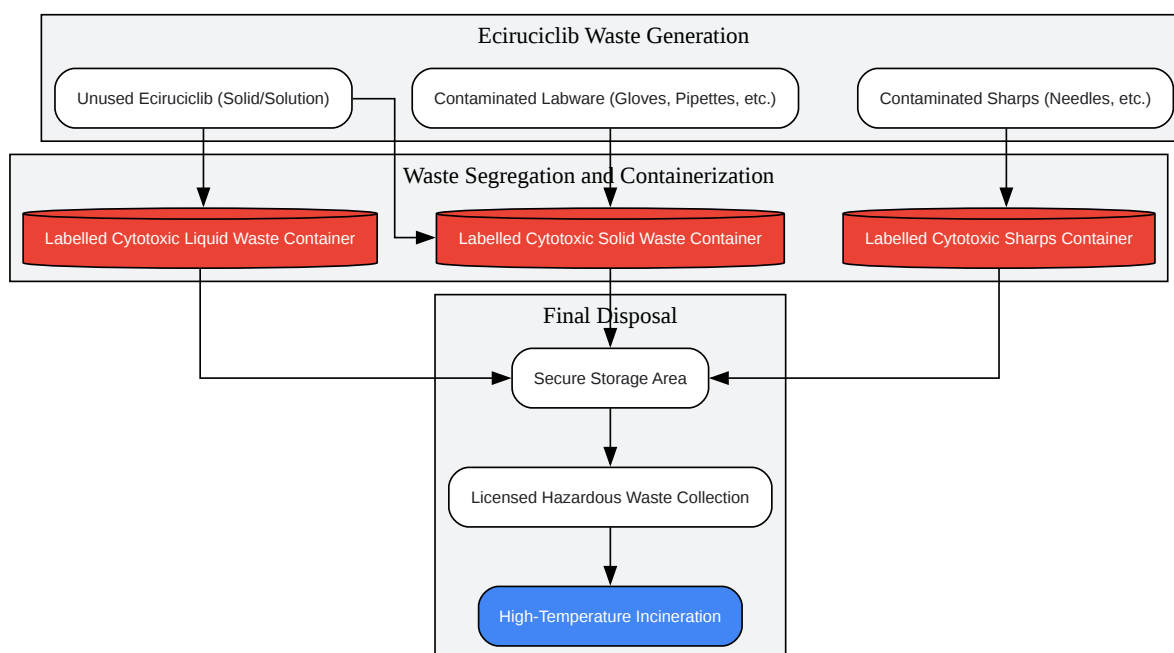 Eciruciclib Waste Generation
Unused Eciruciclib (Solid/Solution)
Contaminated Labware (Gloves, Pipettes, etc.)
Contaminated Sharps (Needles, etc.)
Waste Segregation and Containerization
Labelled Cytotoxic Liquid Waste Container
Labelled Cytotoxic Solid Waste Container
Labelled Cytotoxic Sharps Container
Final Disposal
Secure Storage Area
Licensed Hazardous Waste Collection
High-Temperature Incineration